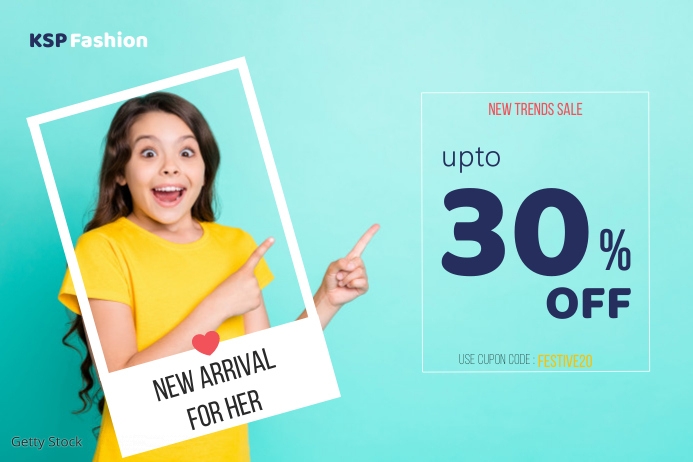 KSP Fashion
NEW ARRIVAL
FOR HER
NEW TRENDS SALE
upto
30%
OFF
USE CUPON CODE : FESTIVE20
Getty Stock